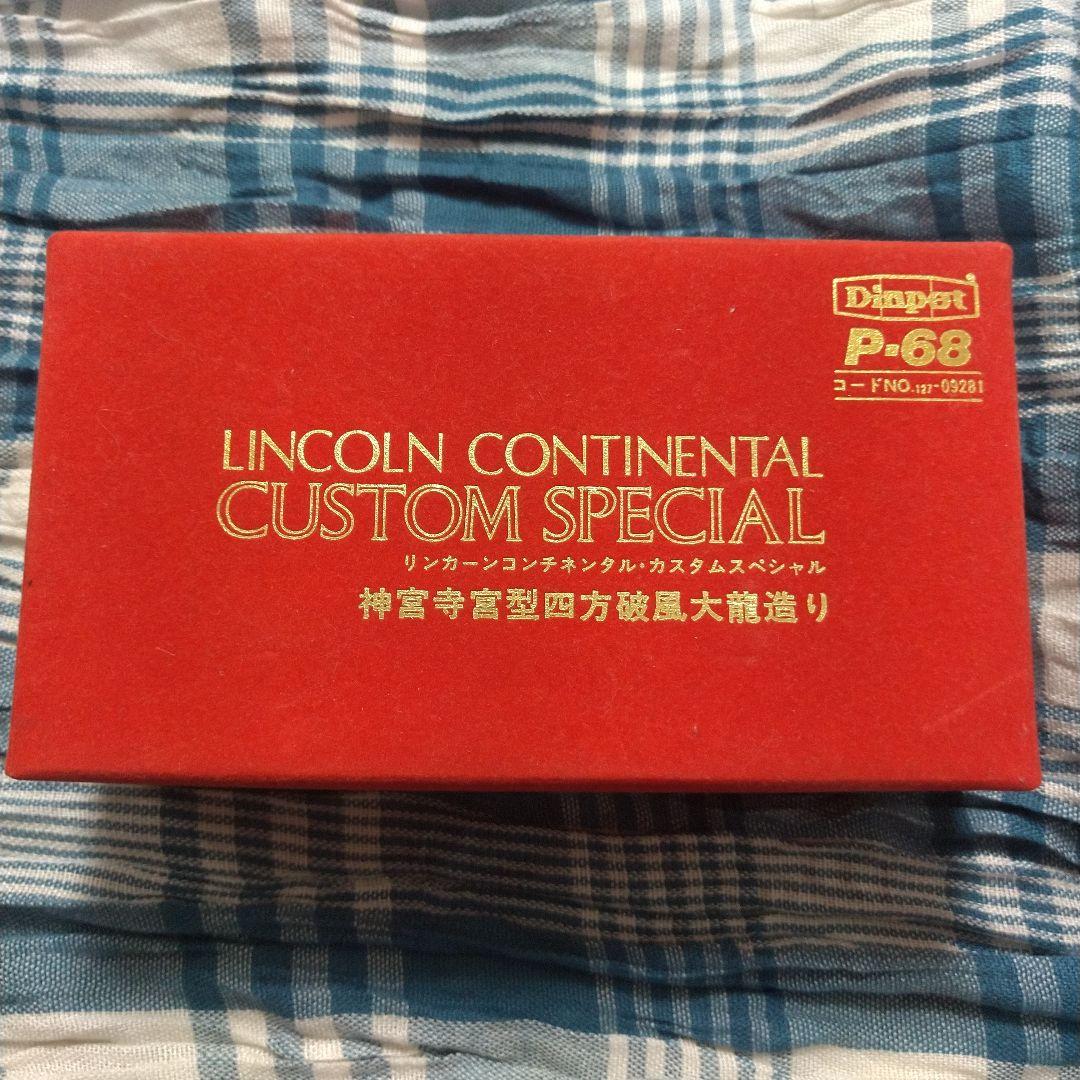 Diapet
P-68
コードNO.127-09281
LINCOLN CONTINENTAL
CUSTOM SPECIAL
リンカーンコンチネンタル・カスタムスペシャル
神宮寺宮型四方破風大龍造り